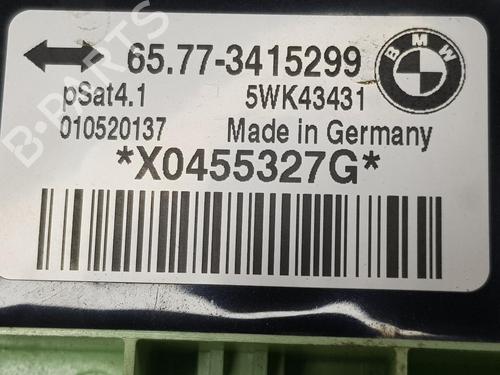 65.77-3415299
BMW
pSat4.1 5WK43431
010520137 Made in Germany
*X0455327G*
B-PARTS